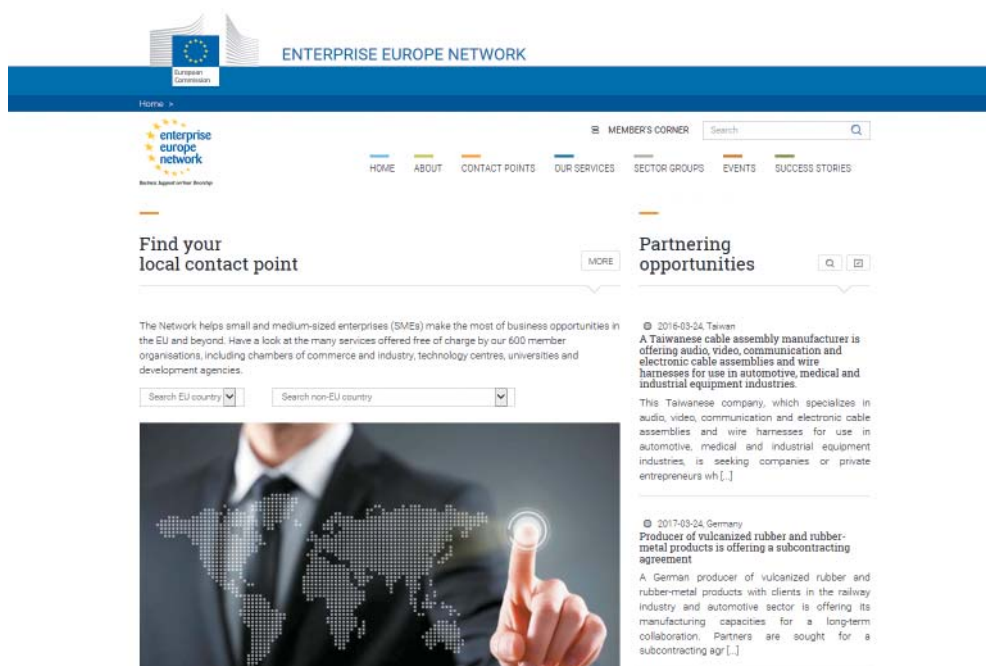 ENTERPRISE EUROPE NETWORK
European
Commission
Home >
enterprise
europe
network
Business Support on Your Doorstep
MEMBER'S CORNER
Search
HOME
ABOUT
CONTACT POINTS
OUR SERVICES
SECTOR GROUPS
EVENTS
SUCCESS STORIES
Find your
local contact point
MORE
The Network helps small and medium-sized enterprises (SMEs) make the most of business opportunities in
the EU and beyond. Have a look at the many services offered free of charge by our 600 member
organisations, including chambers of commerce and industry, technology centres, universities and
development agencies.
Search EU country
Search non-EU country
Partnering
opportunities
2016-03-24, Taiwan
A Taiwanese cable assembly manufacturer is
offering audio, video, communication and
electronic cable assemblies and wire
harnesses for use in automotive, medical and
industrial equipment industries.
This Taiwanese company, which specializes in
audio, video, communication and electronic cable
assemblies and wire harnesses for use in
automotive, medical and industrial equipment
industries, is seeking companies or private
entrepreneurs wh [...]
2017-03-24, Germany
Producer of vulcanized rubber and rubber-
metal products is offering a subcontracting
agreement
A German producer of vulcanized rubber and
rubber-metal products with clients in the railway
industry and automotive sector is offering its
manufacturing capacities for a long-term
collaboration. Partners are sought for a
subcontracting agr [...]